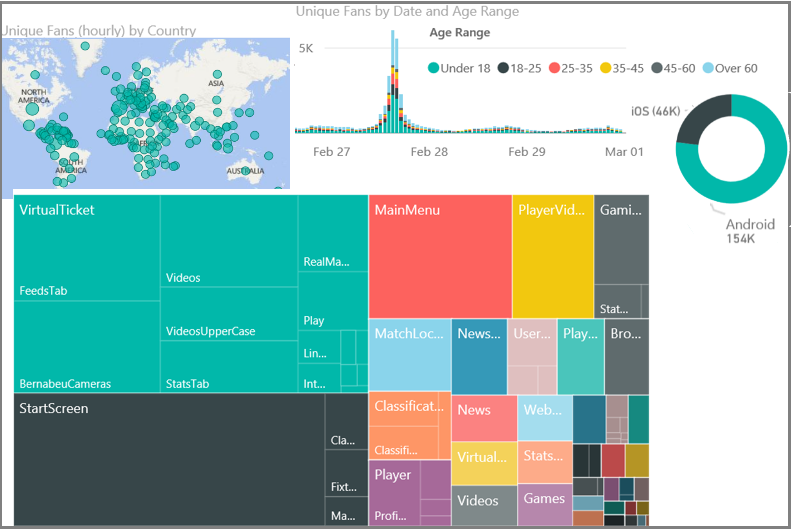 Unique Fans (hourly) by Country
NORTH
AMERICA
ASIA
SOUTH
AMERICA
AUSTRALIA
Unique Fans by Date and Age Range
Age Range
5K
Under 18
18-25
25-35
35-45
45-60
Over 60
Feb 27
Feb 28
Feb 29
Mar 01
iOS (46K)
Android
154K
VirtualTicket
FeedsTab
BernabeuCameras
Videos
VideosUpperCase
StatsTab
RealMa...
Play
Lin...
Int...
StartScreen
Cla...
Fixt...
Ma...
MainMenu
PlayerVid...
Gami...
Stat...
MatchLoc...
News...
User...
Play...
Bro...
Classificat...
Classifi...
News
Web...
Virtual...
Stats...
Player
Profi...
Videos
Games